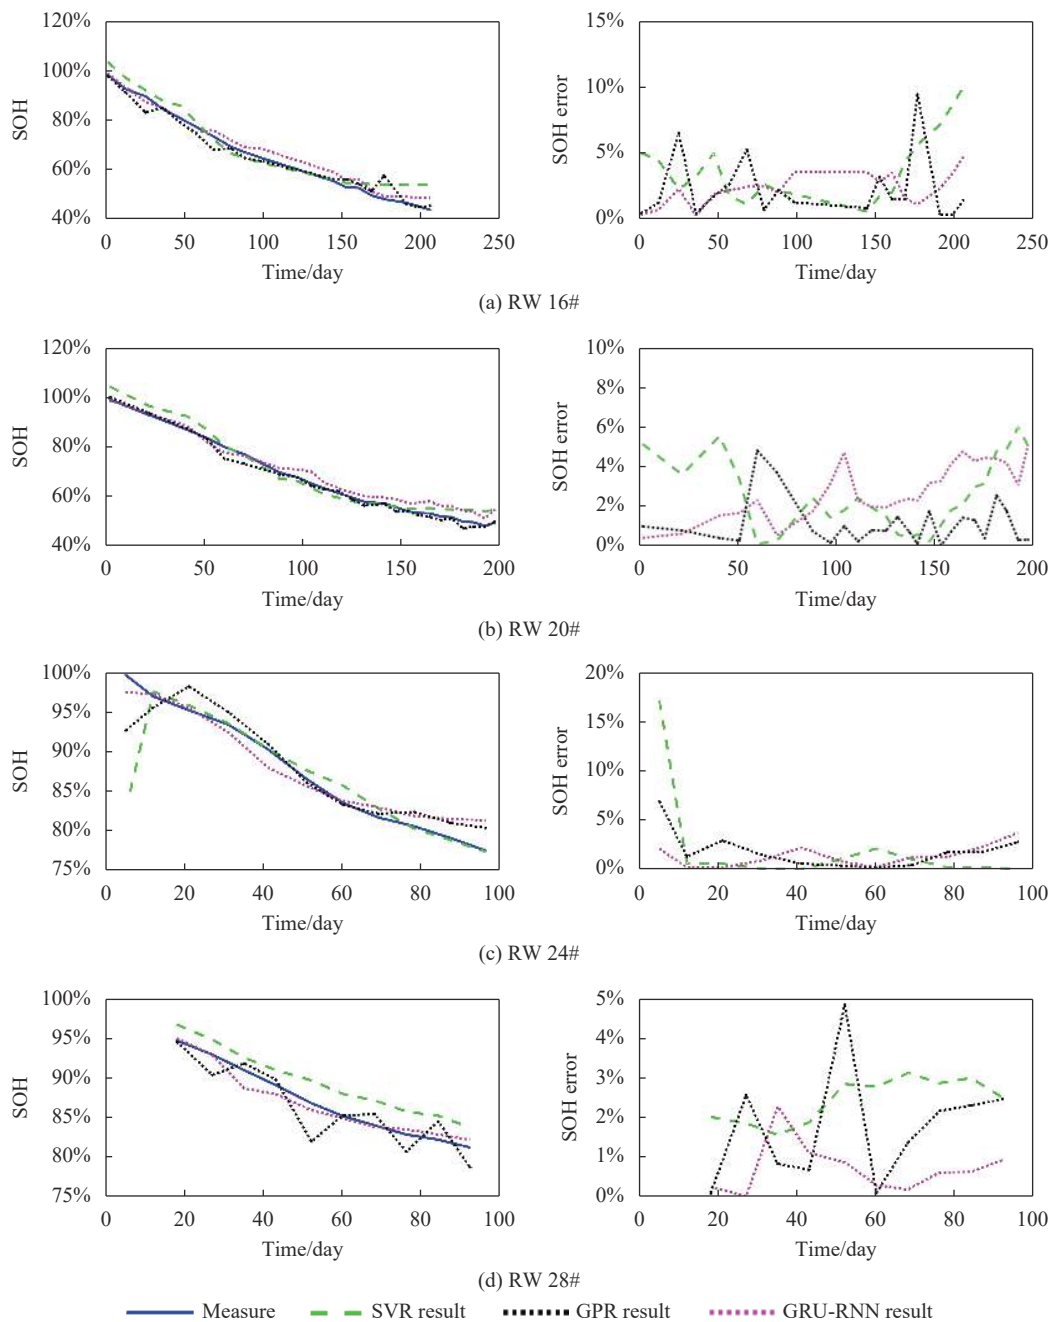 120%
100%
80%
60%
40%
SOH
0 50 100 150 200 250
Time/day
15%
10%
5%
0%
SOH error
0 50 100 150 200 250
Time/day
(a) RW 16#
120%
100%
80%
60%
40%
SOH
0 50 100 150 200
Time/day
10%
8%
6%
4%
2%
0%
SOH error
0 50 100 150 200
Time/day
(b) RW 20#
100%
95%
90%
85%
80%
75%
SOH
0 20 40 60 80 100
Time/day
20%
15%
10%
5%
0%
SOH error
0 20 40 60 80 100
Time/day
(c) RW 24#
100%
95%
90%
85%
80%
75%
SOH
0 20 40 60 80 100
Time/day
5%
4%
3%
2%
1%
0%
SOH error
0 20 40 60 80 100
Time/day
(d) RW 28#
Measure SVR result GPR result GRU-RNN result